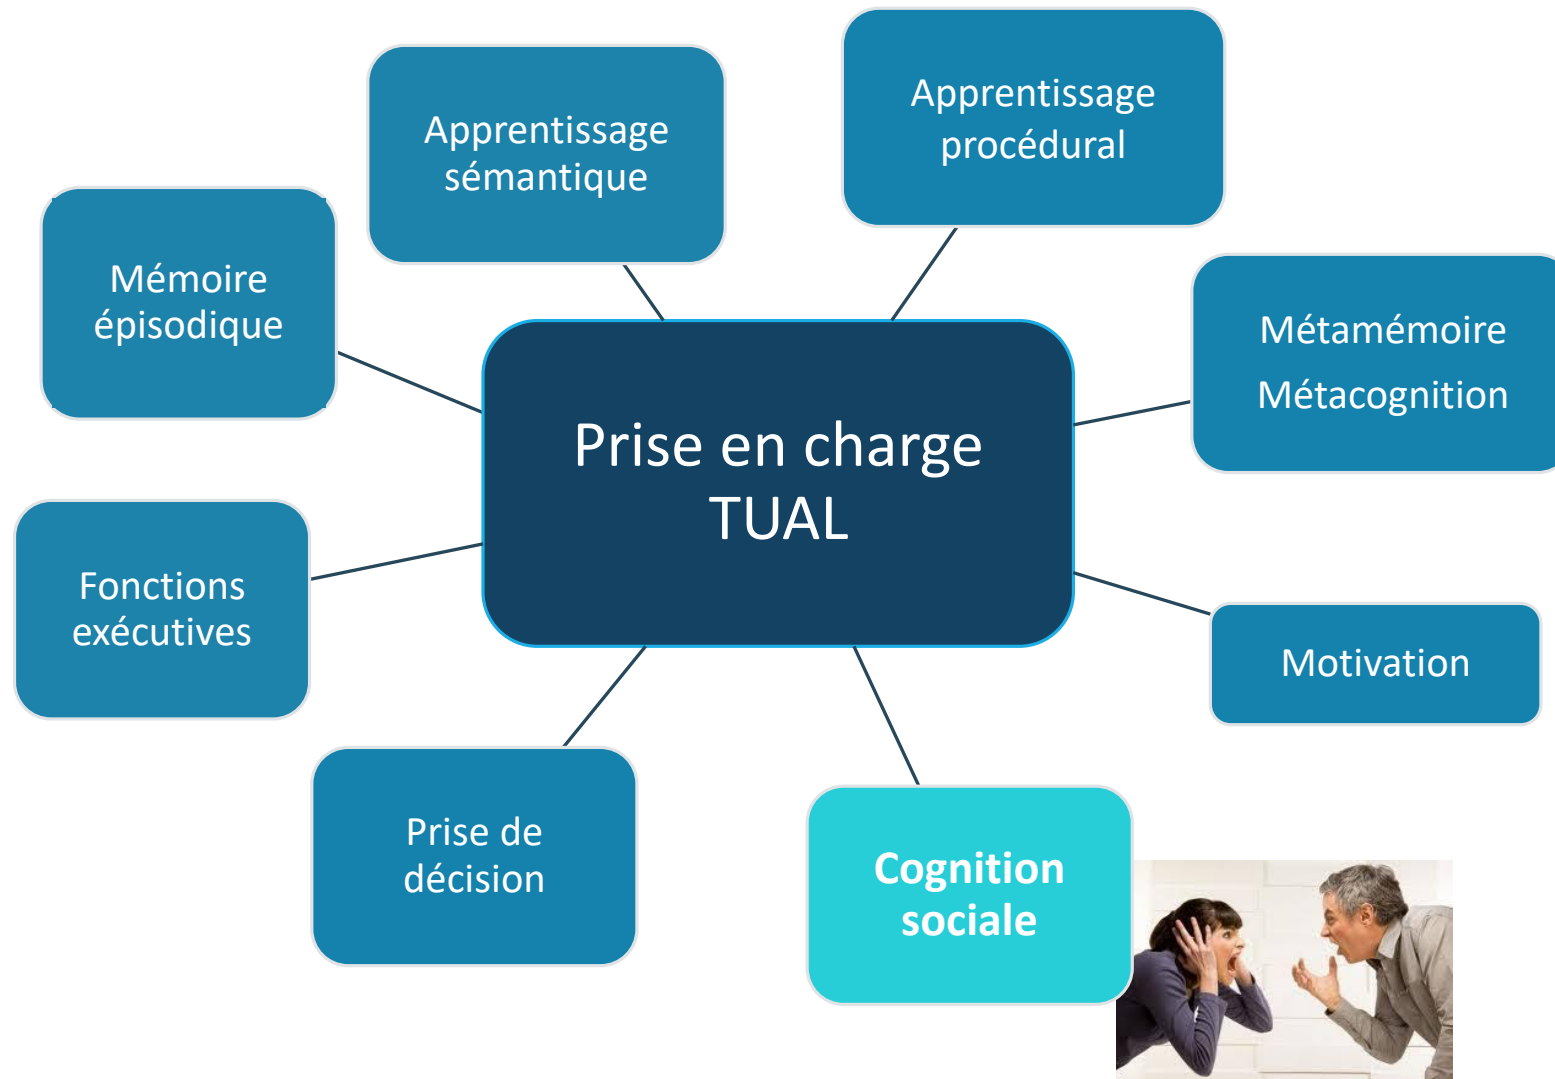 Apprentissage
sémantique
Apprentissage
procédural
Mémoire
épisodique
Métamémoire
Métacognition
Prise en charge
TUAL
Fonctions
exécutives
Motivation
Prise de
décision
Cognition
sociale